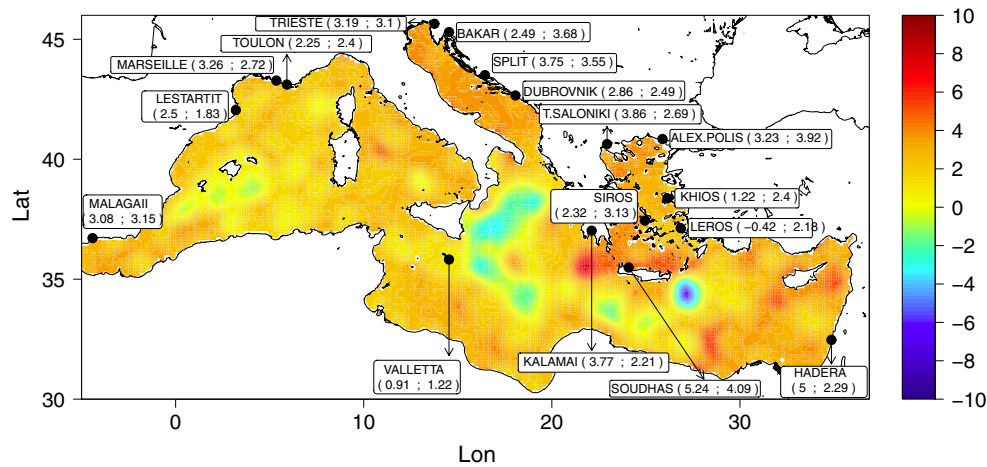 TRIESTE ( 3.19 ; 3.1 )
BAKAR ( 2.49 ; 3.68 )
TOULON ( 2.25 ; 2.4 )
MARSEILLE ( 3.26 ; 2.72 )
SPLIT ( 3.75 ; 3.55 )
DUBROVNIK ( 2.86 ; 2.49 )
LESTARTIT
( 2.5 ; 1.83 )
T.SALONIKI ( 3.86 ; 2.69 )
ALEX.POLIS ( 3.23 ; 3.92 )
MALAGAII
3.08 ; 3.15 )
SIROS
( 2.32 ; 3.13 )
KHIOS ( 1.22 ; 2.4 )
LEROS ( −0.42 ; 2.18 )
VALLETTA
( 0.91 ; 1.22 )
KALAMAI ( 3.77 ; 2.21 )
SOUDHAS ( 5.24 ; 4.09 )
HADERA
( 5 ; 2.29 )
Lat
45
40
35
30
0
10
20
30
Lon
10
8
6
4
2
0
−2
−4
−6
−8
−10